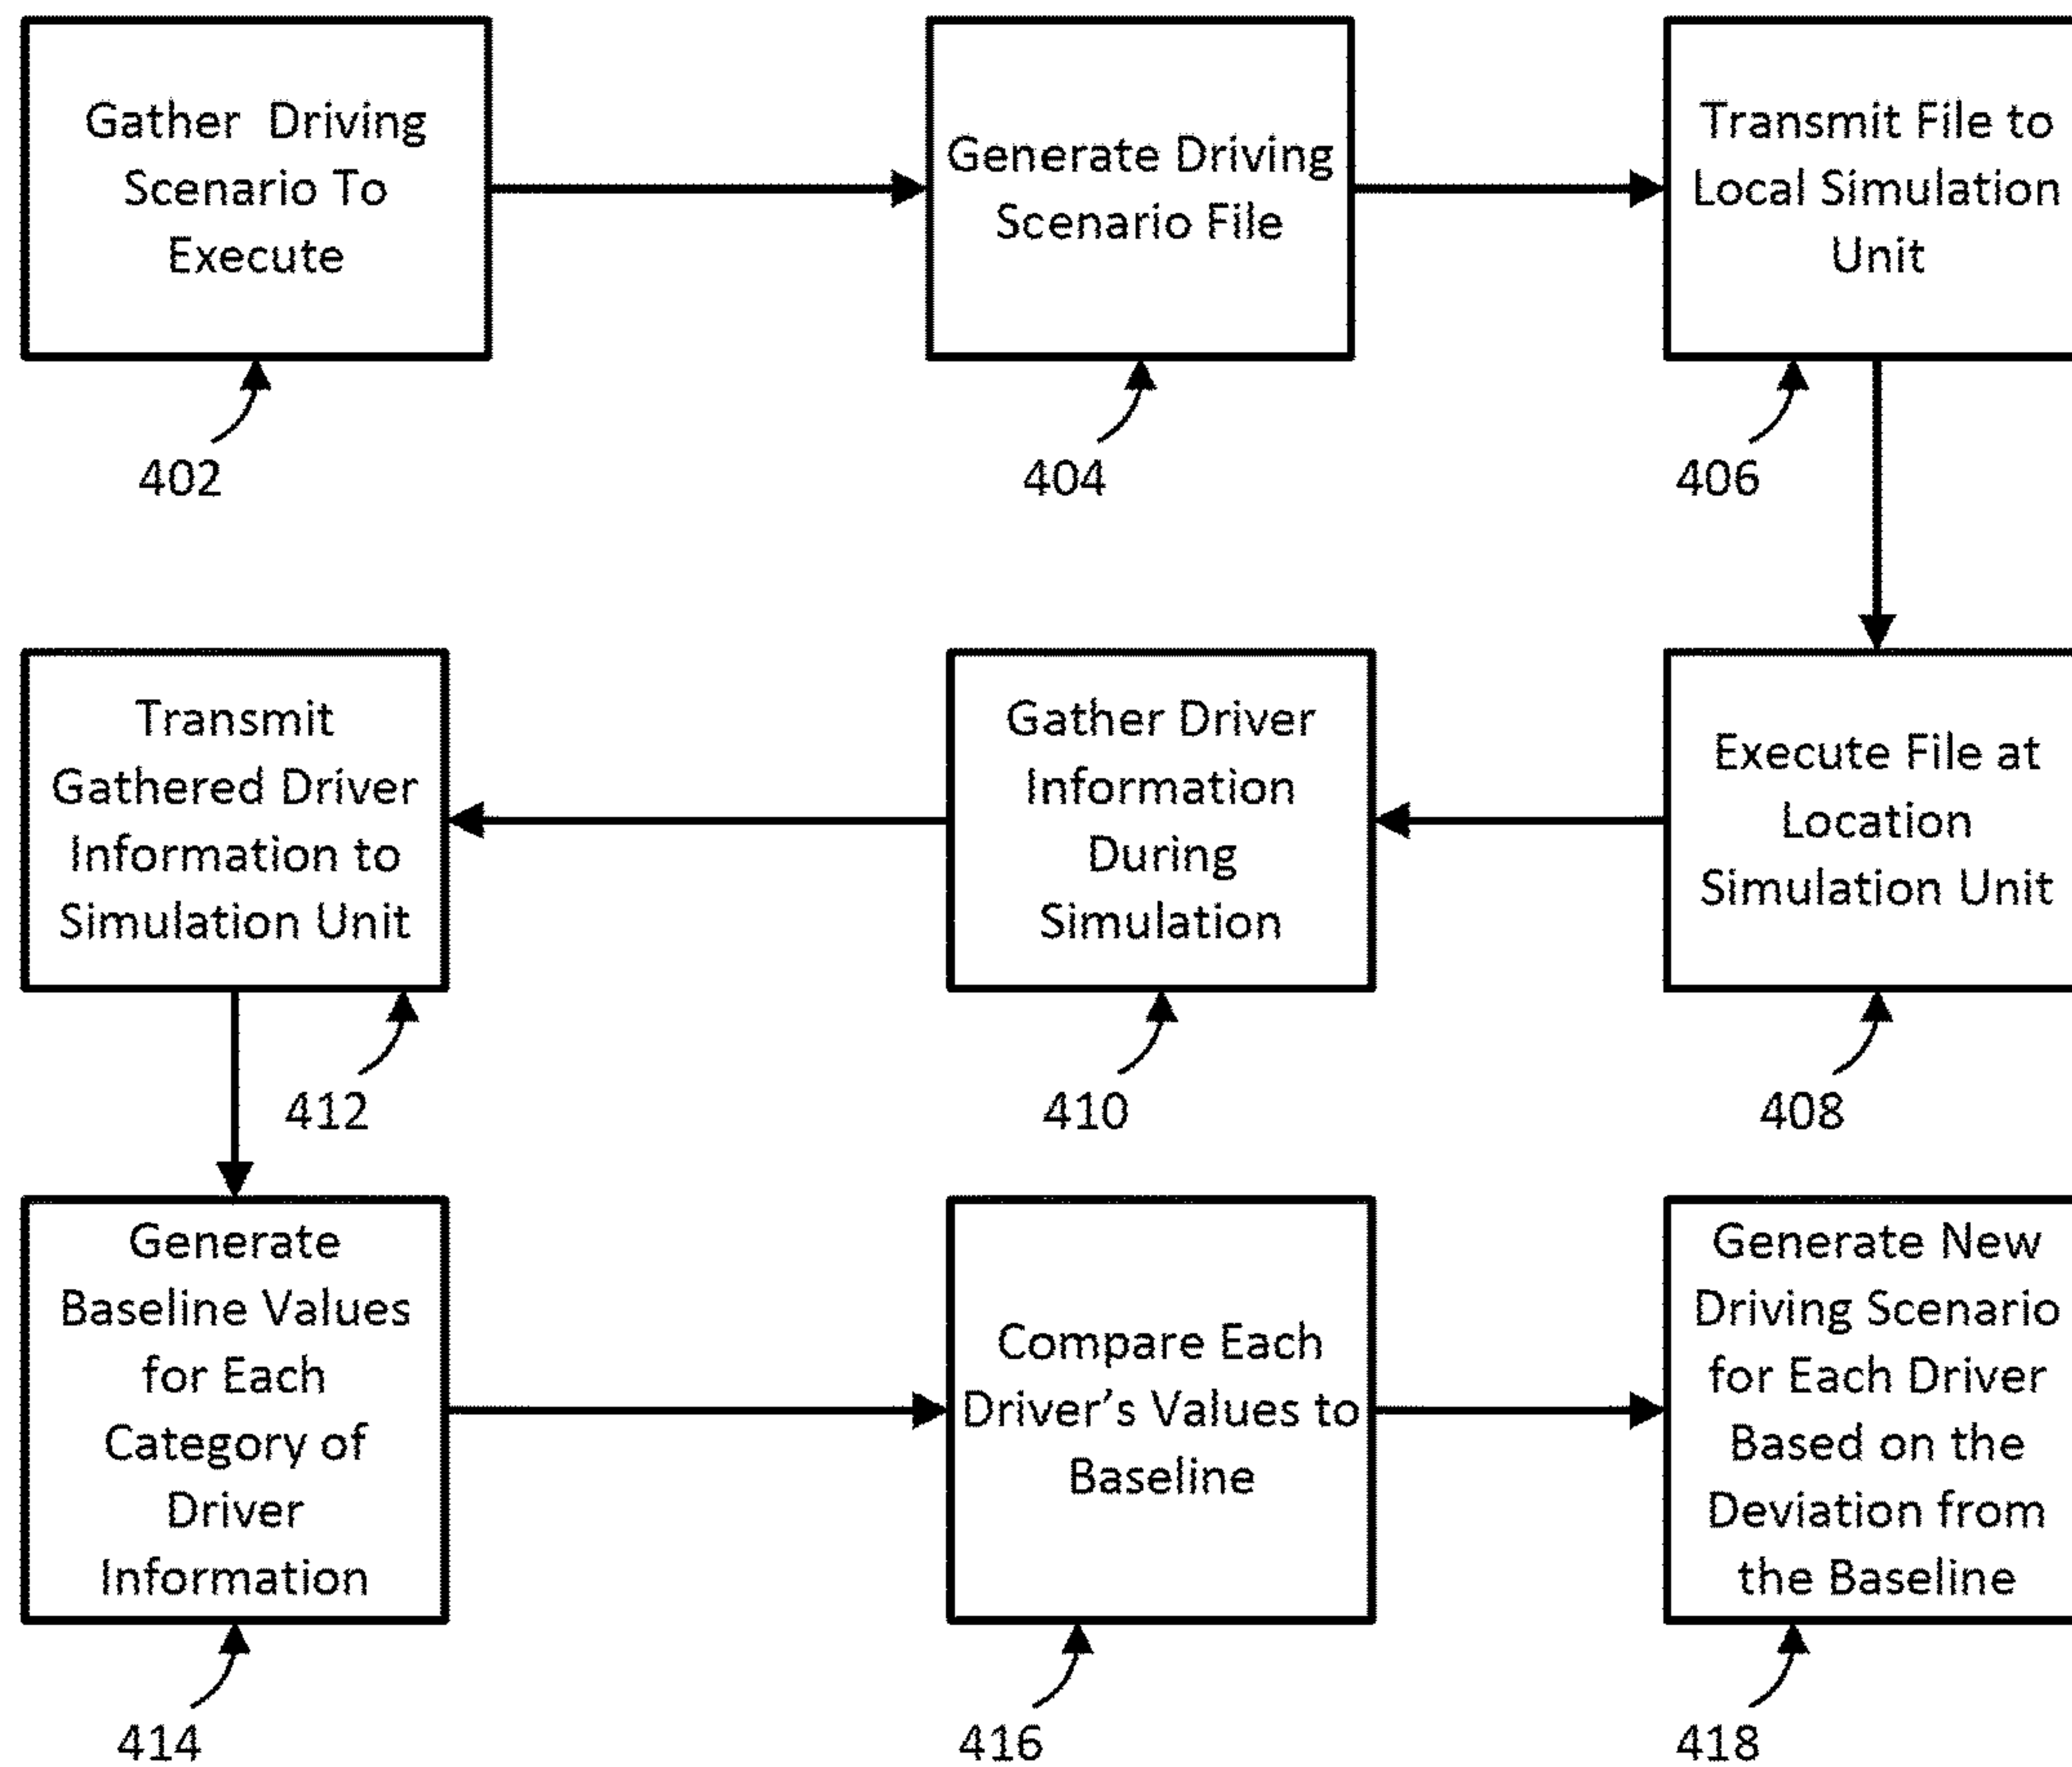 Gather Driving
Scenario To
Execute
402
Generate Driving
Scenario File
404
Transmit File to
Local Simulation
Unit
406
Execute File at
Location
Simulation Unit
408
Gather Driver
Information
During
Simulation
410
Transmit
Gathered Driver
Information to
Simulation Unit
412
Generate
Baseline Values
for Each
Category of
Driver
Information
414
Compare Each
Driver's Values to
Baseline
416
Generate New
Driving Scenario
for Each Driver
Based on the
Deviation from
the Baseline
418